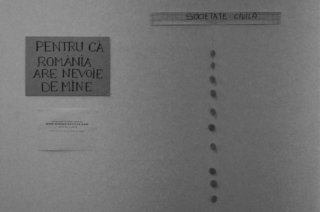 PENTRU CĂ
ROMÂNIA
ARE NEVOIE
DE MINE
SOCIETATE CIVILĂ